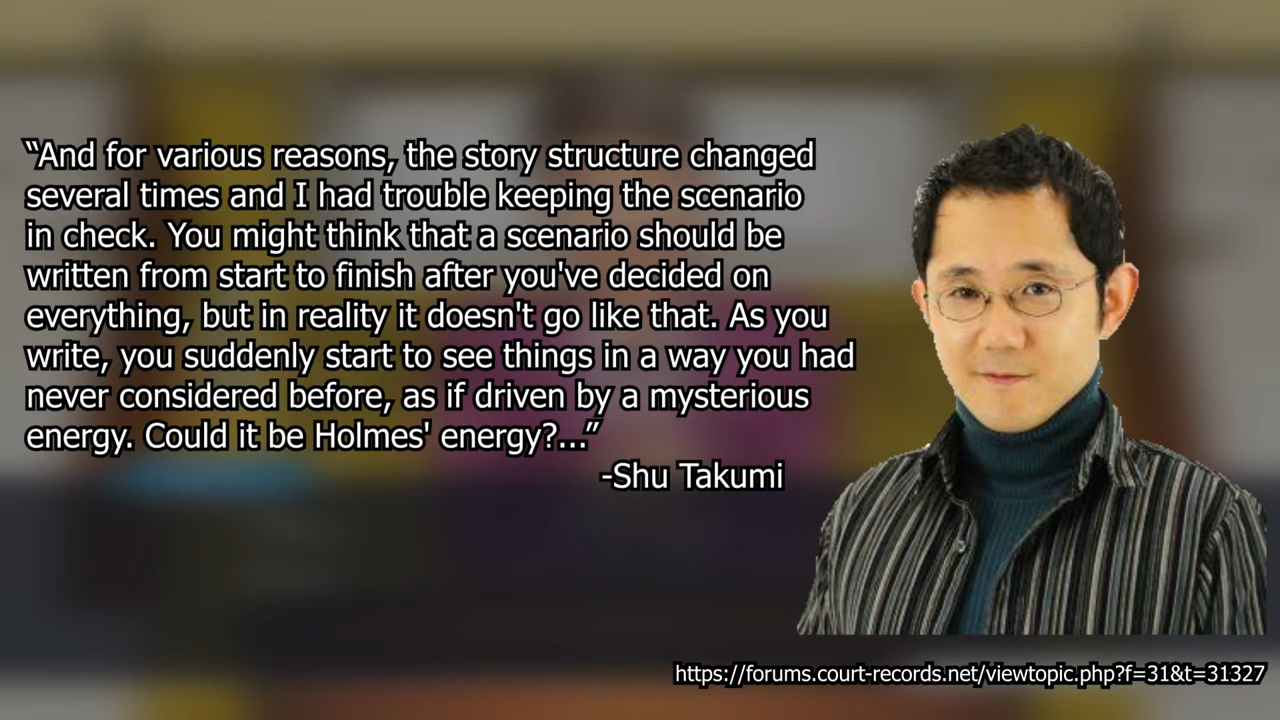 “And for various reasons, the story structure changed
several times and I had trouble keeping the scenario
in check. You might think that a scenario should be
written from start to finish after you've decided on
everything, but in reality it doesn't go like that. As you
write, you suddenly start to see things in a way you had
never considered before, as if driven by a mysterious
energy. Could it be Holmes' energy?...”
-Shu Takumi
https://forums.court-records.net/viewtopic.php?f=31&t=31327